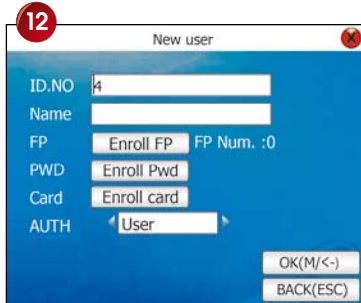 12
New user
ID.NO 4
Name
FP Enroll FP FP Num. :0
PWD Enroll Pwd
Card Enroll card
AUTH User
OK(M/<-)
BACK(ESC)